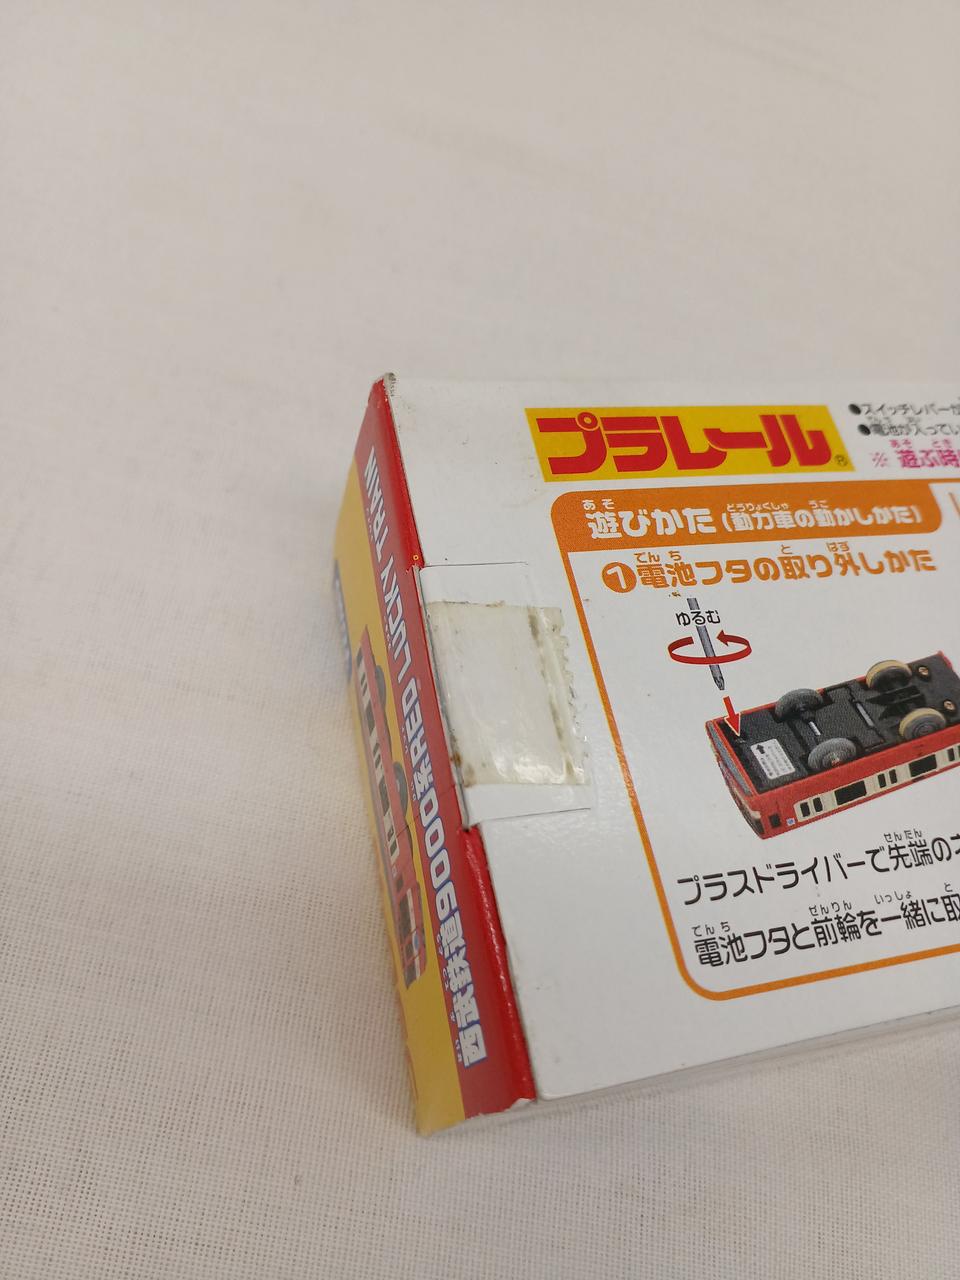 プラレール®
●スイッチレバーが
●電池が入ってい
※ 遊ぶ時
遊びかた(動力車の動かしかた)
①電池フタの取り外しかた
ゆるむ
プラスドライバーで先端のネ
電池フタと前輪を一緒に取
西武鉄道9000系RED LUCKY TRAIN